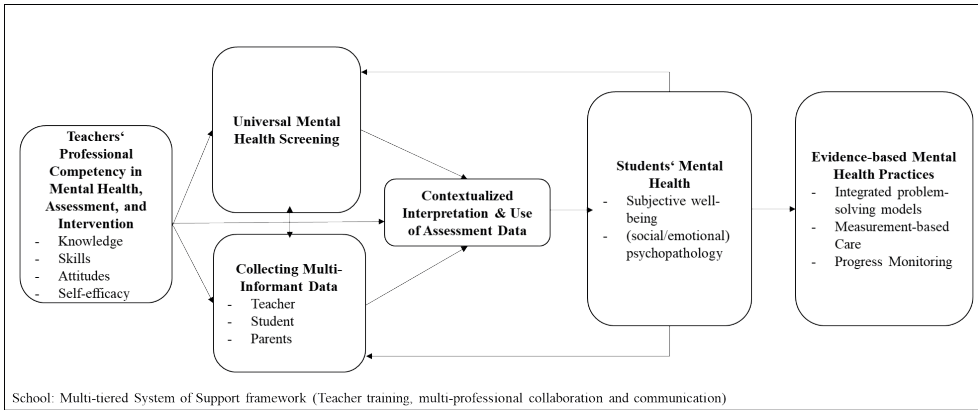 Teachers‘
Professional
Competency in
Mental Health,
Assessment, and
Intervention
- Knowledge
- Skills
- Attitudes
- Self-efficacy
Universal Mental
Health Screening
Collecting Multi-
Informant Data
- Teacher
- Student
- Parents
Contextualized
Interpretation & Use
of Assessment Data
Students‘ Mental
Health
- Subjective well-
being
- (social/emotional)
psychopathology
Evidence-based Mental
Health Practices
- Integrated problem-
solving models
- Measurement-based
Care
- Progress Monitoring
School: Multi-tiered System of Support framework (Teacher training, multi-professional collaboration and communication)